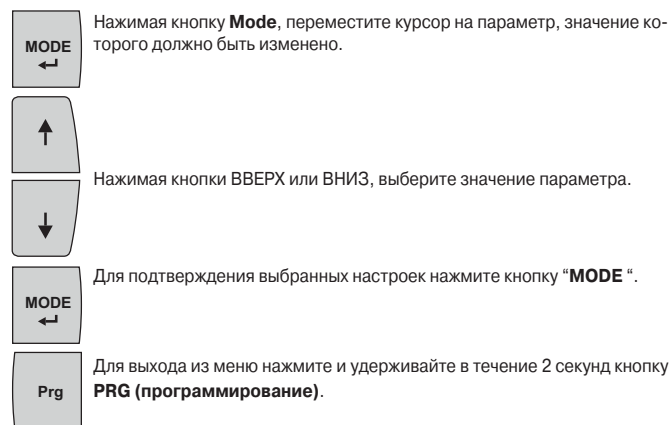 MODE
Нажимая кнопку Mode, переместите курсор на параметр, значение ко-
торого должно быть изменено.
Нажимая кнопки ВВЕРХ или ВНИЗ, выберите значение параметра.
MODE
Для подтверждения выбранных настроек нажмите кнопку “MODE “.
Prg
Для выхода из меню нажмите и удерживайте в течение 2 секунд кнопку
PRG (программирование).